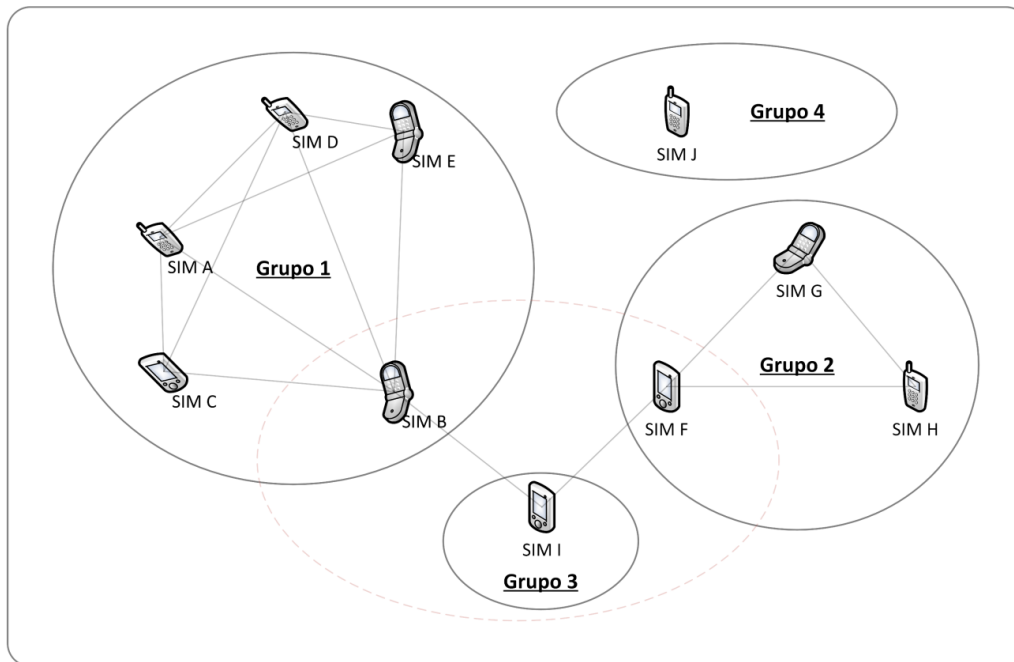 SIM D
SIM E
SIM A
Grupo 1
SIM C
SIM B
Grupo 4
SIM J
SIM G
Grupo 2
SIM F
SIM H
SIM I
Grupo 3